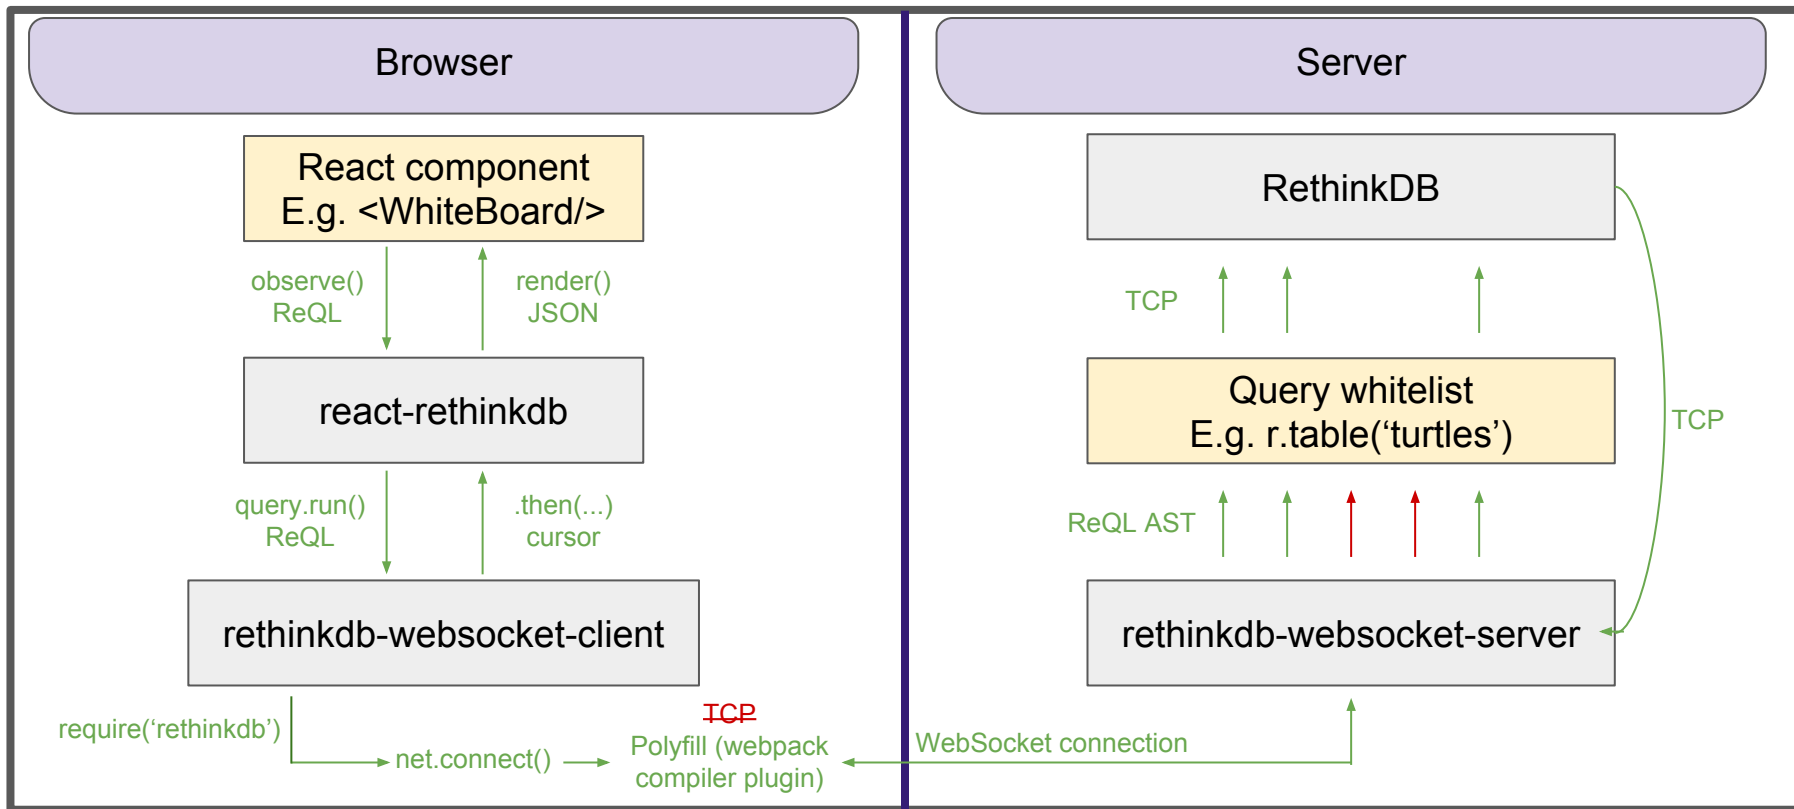 Browser
React component
E.g. <WhiteBoard/>
observe()
ReQL
render()
JSON
react-rethinkdb
query.run()
ReQL
.then(...)
cursor
rethinkdb-websocket-client
require(‘rethinkdb’)
net.connect()
TCP
Polyfill (webpack
compiler plugin)
WebSocket connection
Server
RethinkDB
TCP
Query whitelist
E.g. r.table(‘turtles’)
TCP
ReQL AST
rethinkdb-websocket-server